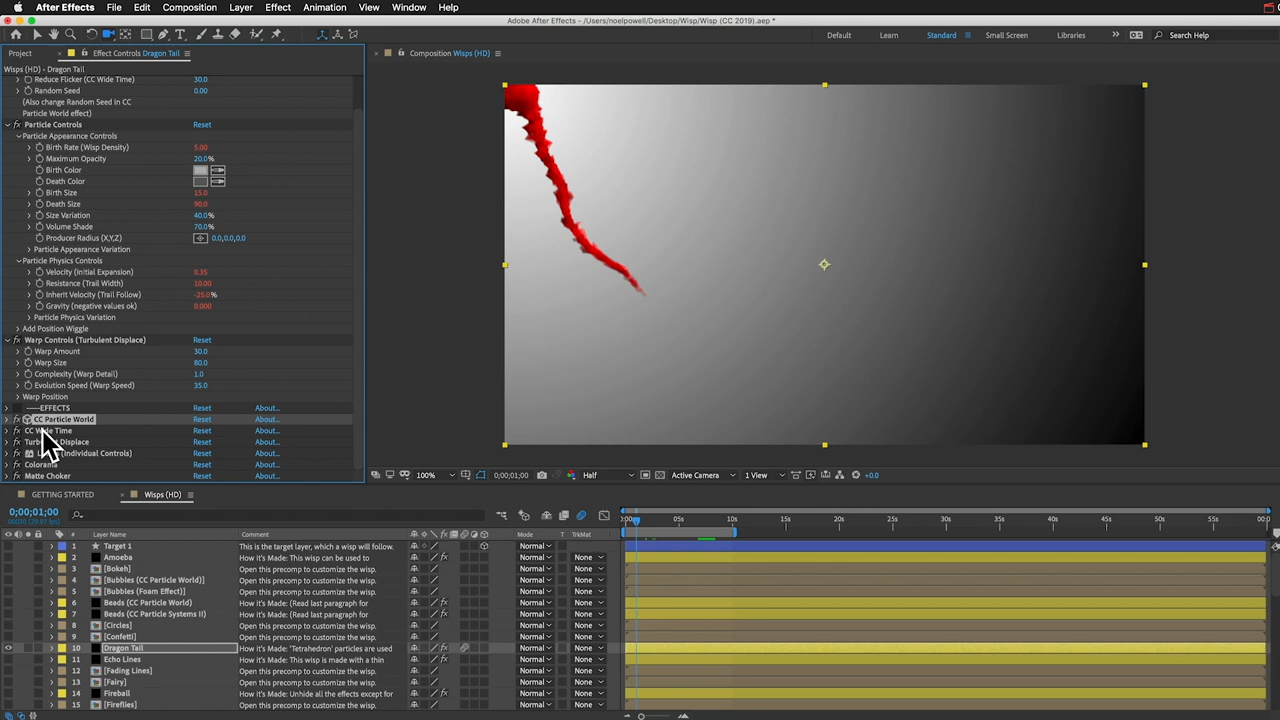 After Effects File Edit Composition Layer Effect Animation View Window Help
Adobe After Effects - /Users/noelpowell/Desktop/Wisp/Wisp (CC 2019).aep *
Default Learn Standard Small Screen Libraries Search Help
Project Effect Controls Dragon Tail Composition Wisps (HD)
Wisps (HD) - Dragon Tail
Reduce Flicker (CC Wide Time) 30.0
Random Seed 0.00
(Also change Random Seed in CC
Particle World effect)
Particle Controls Reset
Particle Appearance Controls
Birth Rate (Wisp Density) 5.00
Maximum Opacity 20.0%
Birth Color
Death Color
Birth Size 15.0
Death Size 90.0
Size Variation 40.0%
Volume Shade 70.0%
Producer Radius (X,Y,Z) 0.0,0.0,0.0
Particle Appearance Variation
Particle Physics Controls
Velocity (Initial Expansion) 0.35
Resistance (Trail Width) 10.00
Inherit Velocity (Trail Follow) -25.0%
Gravity (negative values ok) 0.000
Particle Physics Variation
Add Position Wiggle
Warp Controls (Turbulent Displace) Reset
Warp Amount 30.0
Warp Size 80.0
Complexity (Warp Detail) 1.0
Evolution Speed (Warp Speed) 35.0
Warp Position
-----EFFECTS Reset About...
CC Particle World Reset About...
CC Time Reset About...
Displace Reset About...
(Individual Controls) Reset About...
Colorama Reset About...
Matte Choker Reset About...
100% 0;00;01;00 Half Active Camera 1 View +0.0
GETTING STARTED Wisps (HD)
0;00;01;00
00030 (29.97 fps)
:00s 05s 10s 15s 20s 25s 30s 35s 40s 45s 50s 55s 00:0
# Layer Name Comment Mode T TrkMat
1 Target 1 This is the target layer, which a wisp will follow. Normal
2 Amoeba How it's Made: This wisp can be used to Normal None
3 [Bokeh] Open this precomp to customize the wisp. Normal None
4 [Bubbles (CC Particle World)] Open this precomp to customize the wisp. Normal None
5 [Bubbles (Foam Effect)] Open this precomp to customize the wisp. Normal None
6 Beads (CC Particle World) How it's Made: (Read last paragraph for Normal None
7 Beads (CC Particle Systems II) How it's Made: (Read last paragraph for Normal None
8 [Circles] Open this precomp to customize the wisp. Normal None
9 [Confetti] Open this precomp to customize the wisp. Normal None
10 Dragon Tail How it's Made: 'Tetrahedron' particles are used Normal None
11 Echo Lines How it's Made: This wisp is made with a thin Normal None
12 [Fading Lines] Open this precomp to customize the wisp. Normal None
13 [Fairy] Open this precomp to customize the wisp. Normal None
14 Fireball How it's Made: Unhide all the effects except for Normal None
15 [Fireflies] Open this precomp to customize the wisp. Normal None